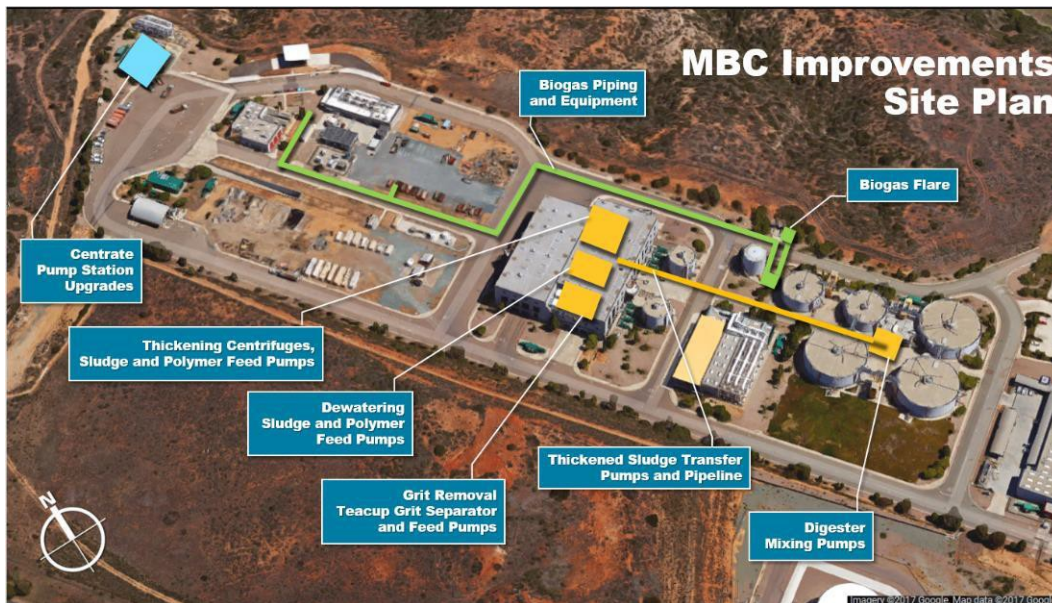 MBC Improvements
Site Plan
Biogas Piping
and Equipment
Biogas Flare
Centrate
Pump Station
Upgrades
Thickening Centrifuges,
Sludge and Polymer Feed Pumps
Dewatering
Sludge and Polymer
Feed Pumps
Thickened Sludge Transfer
Pumps and Pipeline
Grit Removal
Teacup Grit Separator
and Feed Pumps
Digester
Mixing Pumps
N
Imagery ©2017 Google, Map data ©2017 Google